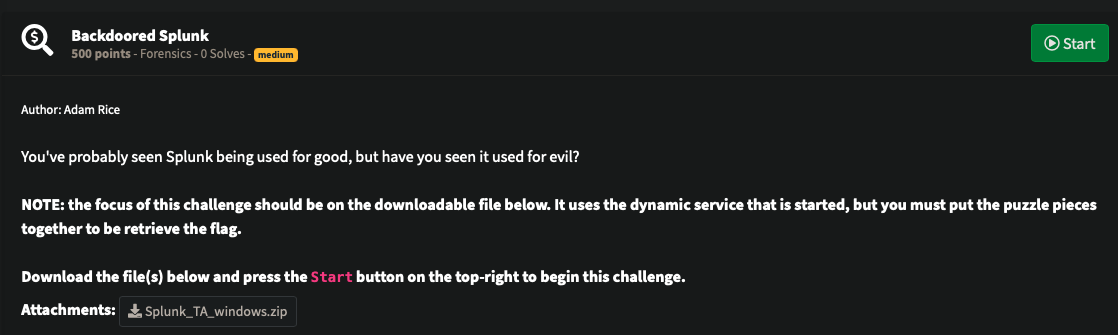 Backdoored Splunk
500 points - Forensics - 0 Solves - medium
Start
Author: Adam Rice
You've probably seen Splunk being used for good, but have you seen it used for evil?
NOTE: the focus of this challenge should be on the downloadable file below. It uses the dynamic service that is started, but you must put the puzzle pieces
together to be retrieve the flag.
Download the file(s) below and press the Start button on the top-right to begin this challenge.
Attachments: Splunk_TA_windows.zip